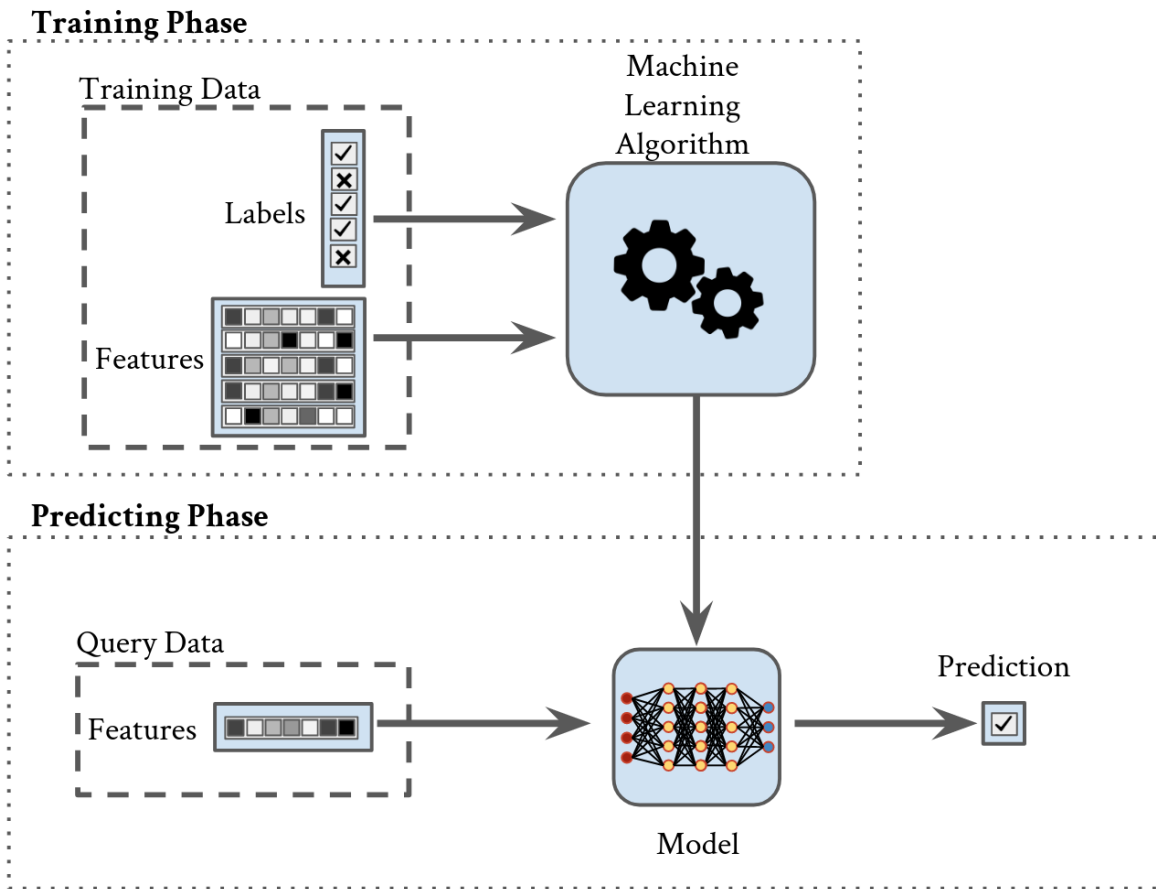 Training Phase
Training Data
Machine
Learning
Algorithm
Labels
Features
Predicting Phase
Query Data
Features
Prediction
Model